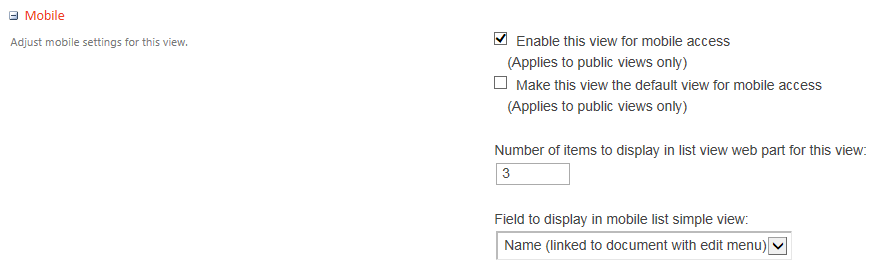 Mobile
Adjust mobile settings for this view.
Enable this view for mobile access
(Applies to public views only)
Make this view the default view for mobile access
(Applies to public views only)
Number of items to display in list view web part for this view:
3
Field to display in mobile list simple view:
Name (linked to document with edit menu)